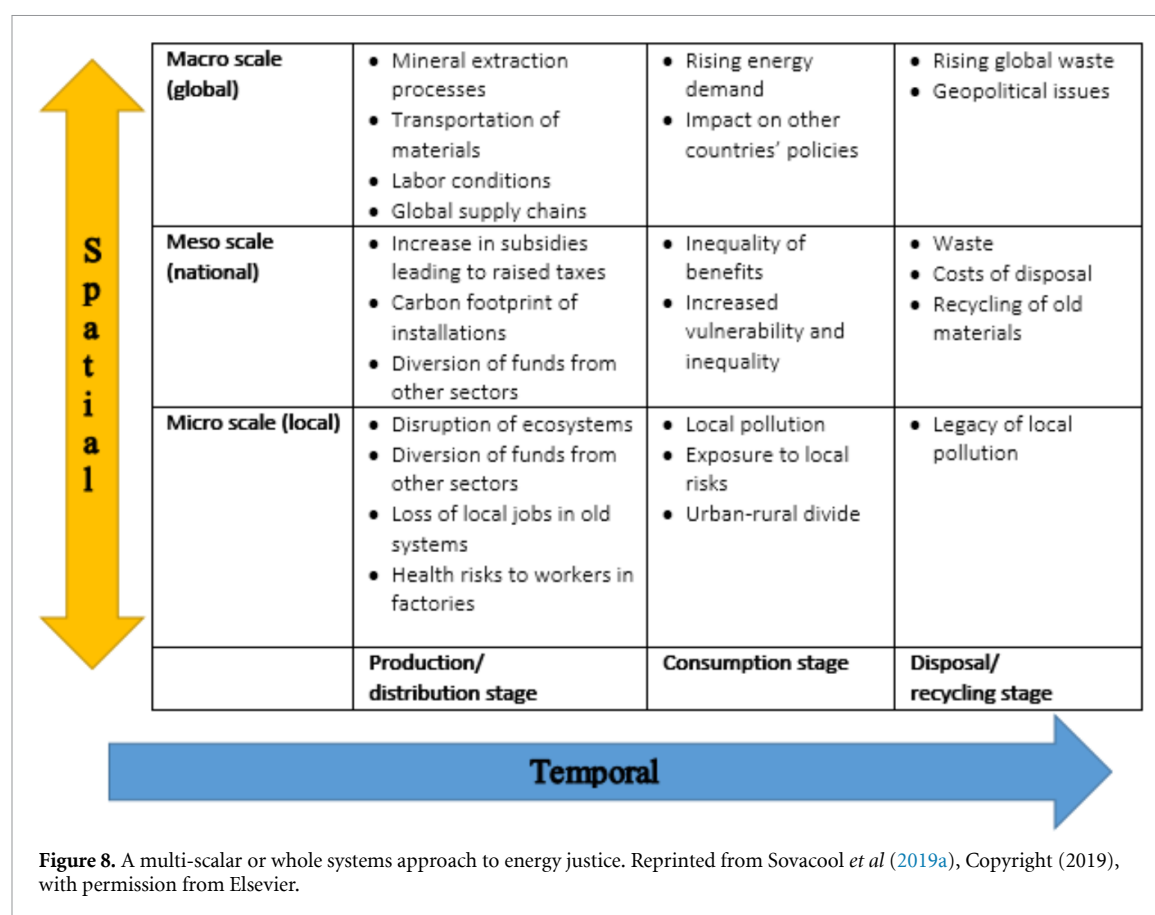 Spatial
Macro scale
(global)
• Mineral extraction
processes
• Transportation of
materials
• Labor conditions
• Global supply chains
• Rising energy
demand
• Impact on other
countries’ policies
• Rising global waste
• Geopolitical issues
Meso scale
(national)
• Increase in subsidies
leading to raised taxes
• Carbon footprint of
installations
• Diversion of funds from
other sectors
• Inequality of
benefits
• Increased
vulnerability and
inequality
• Waste
• Costs of disposal
• Recycling of old
materials
Micro scale (local)
• Disruption of ecosystems
• Diversion of funds from
other sectors
• Loss of local jobs in old
systems
• Health risks to workers in
factories
• Local pollution
• Exposure to local
risks
• Urban-rural divide
• Legacy of local
pollution
Production/
distribution stage
Consumption stage
Disposal/
recycling stage
Temporal
Figure 8. A multi-scalar or whole systems approach to energy justice. Reprinted from Sovacool et al (2019a), Copyright (2019),
with permission from Elsevier.